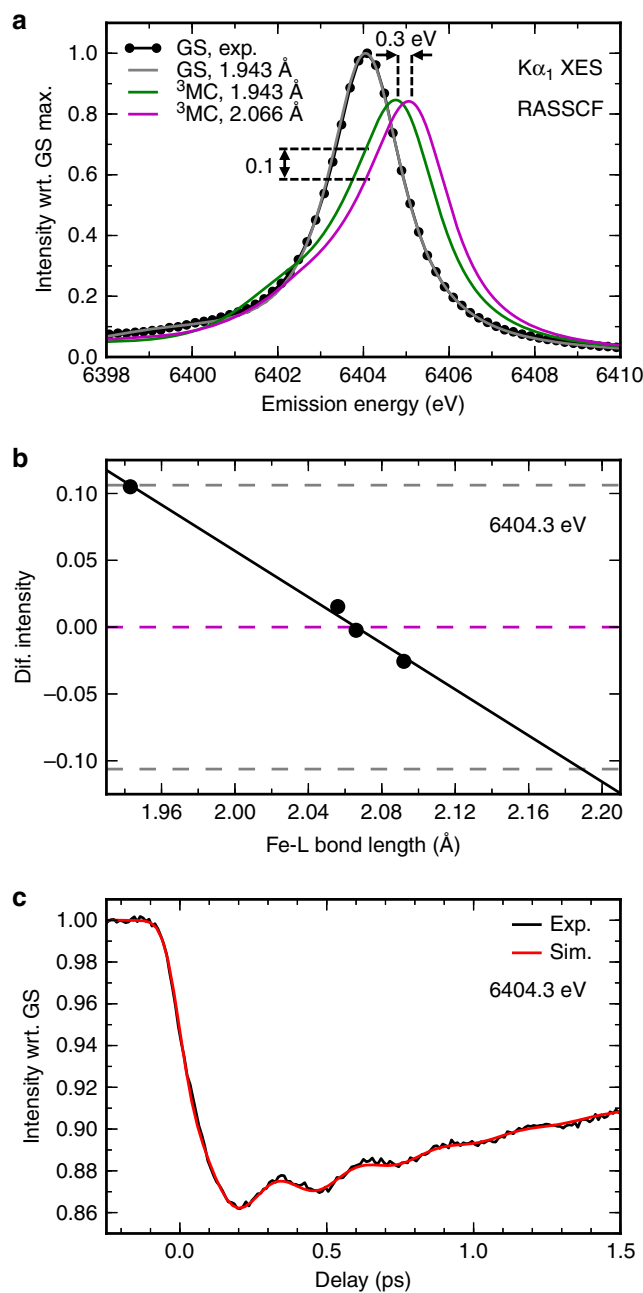 a
GS, exp.
GS, 1.943 Å
³MC, 1.943 Å
³MC, 2.066 Å
0.3 eV
Kα₁ XES
RASSCF
0.1
1.0
0.8
0.6
0.4
0.2
0.0
Intensity wrt. GS max.
6398 6400 6402 6404 6406 6408 6410
Emission energy (eV)
b
6404.3 eV
0.10
0.05
0.00
−0.05
−0.10
Dif. intensity
1.96 2.00 2.04 2.08 2.12 2.16 2.20
Fe-L bond length (Å)
c
Exp.
Sim.
6404.3 eV
1.00
0.98
0.96
0.94
0.92
0.90
0.88
0.86
Intensity wrt. GS
0.0 0.5 1.0 1.5
Delay (ps)